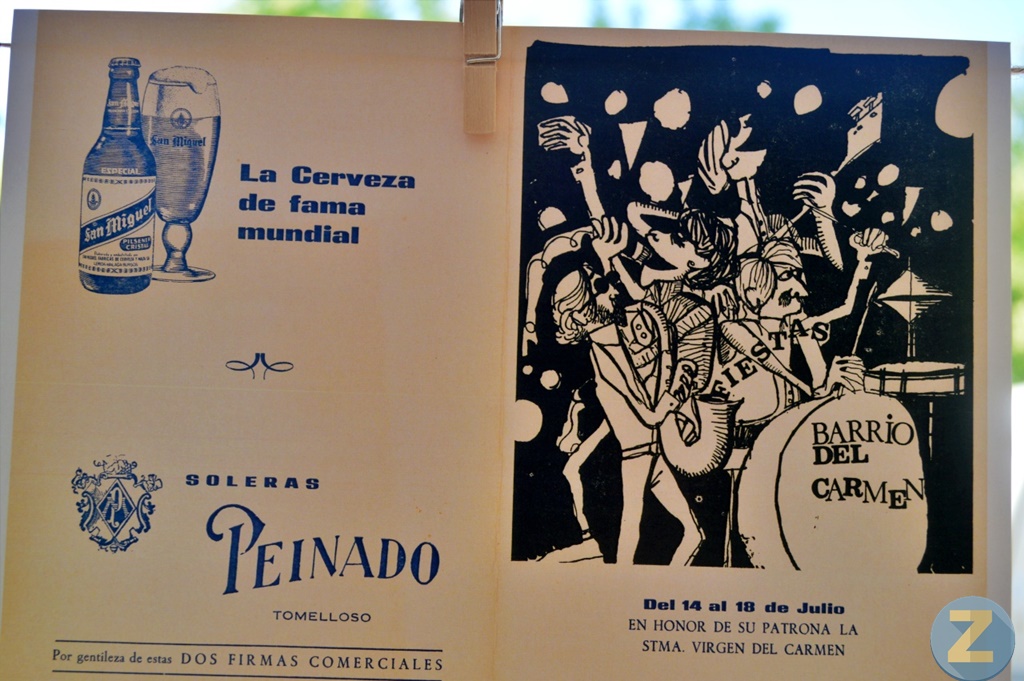 San Miguel
San Miguel
ESPECIAL
San Miguel
PILSENER
CRISTAL
La Cerveza
de fama
mundial
SOLERAS
PEINADO
TOMELLOSO
Por gentileza de estas DOS FIRMAS COMERCIALES
FIESTAS
BARRIO
DEL
CARMEN
Del 14 al 18 de Julio
EN HONOR DE SU PATRONA LA
STMA. VIRGEN DEL CARMEN
Z